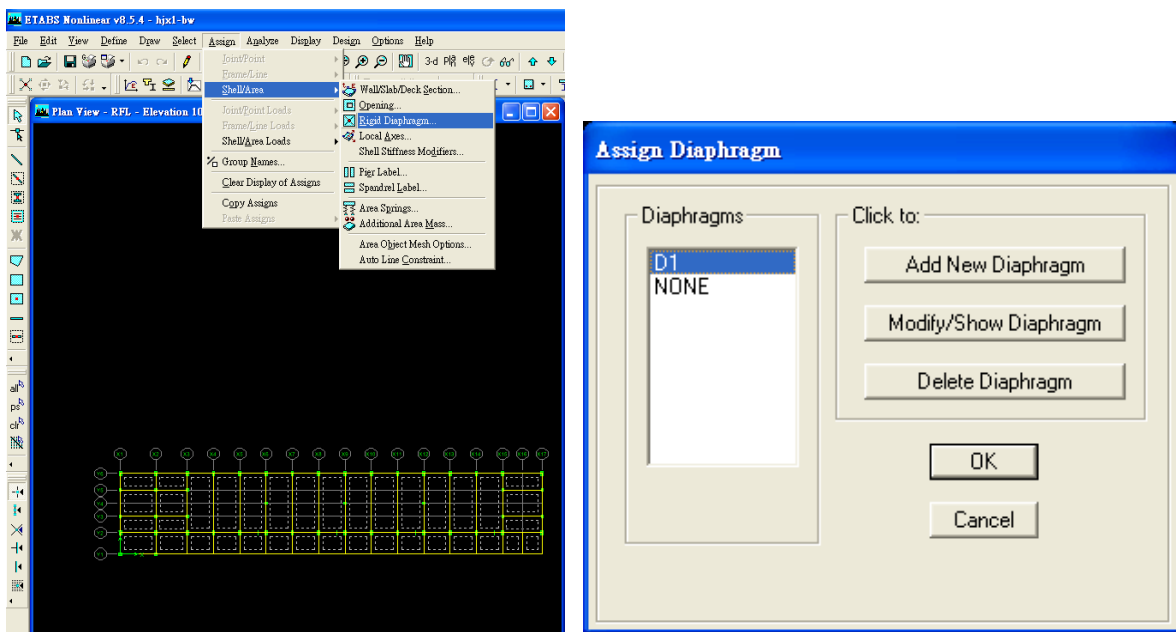 ETABS Nonlinear v8.5.4 - hjx1-bw
File Edit View Define Draw Select Assign Analyze Display Design Options Help
Joint/Point
Frame/Line
Shell/Area
Joint/Point Loads
Frame/Line Loads
Shell/Area Loads
Group Names...
Clear Display of Assigns
Copy Assigns
Paste Assigns
Wall/Slab/Deck Section...
Opening...
Rigid Diaphragm...
Local Axes...
Shell Stiffness Modifiers...
Pier Label...
Spandrel Label...
Area Springs...
Additional Area Mass...
Area Object Mesh Options...
Auto Line Constraint...
3-d
Plan View - RFL - Elevation 10
all
ps
clr
Assign Diaphragm
Diaphragms
D1
NONE
Click to:
Add New Diaphragm
Modify/Show Diaphragm
Delete Diaphragm
OK
Cancel